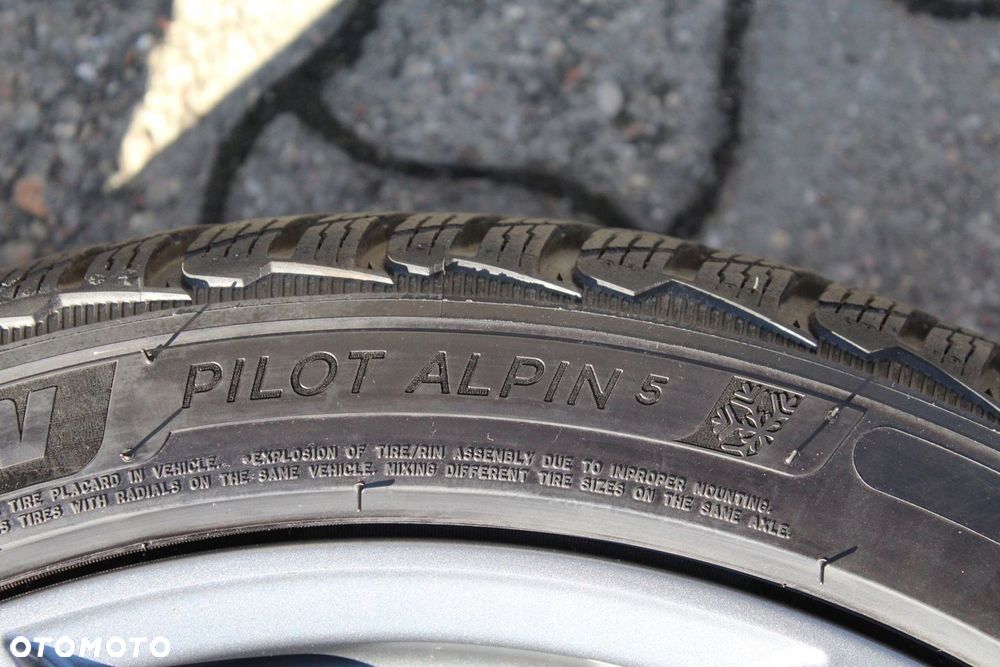 PILOT ALPIN 5
TIRE PLACARD IN VEHICLE. •EXPLOSION OF TIRE/RIM ASSEMBLY DUE TO IMPROPER MOUNTING.
TIRES WITH RADIALS ON THE SAME VEHICLE. MIXING DIFFERENT TIRE SIZES ON THE SAME AXLE.
OTOMOTO